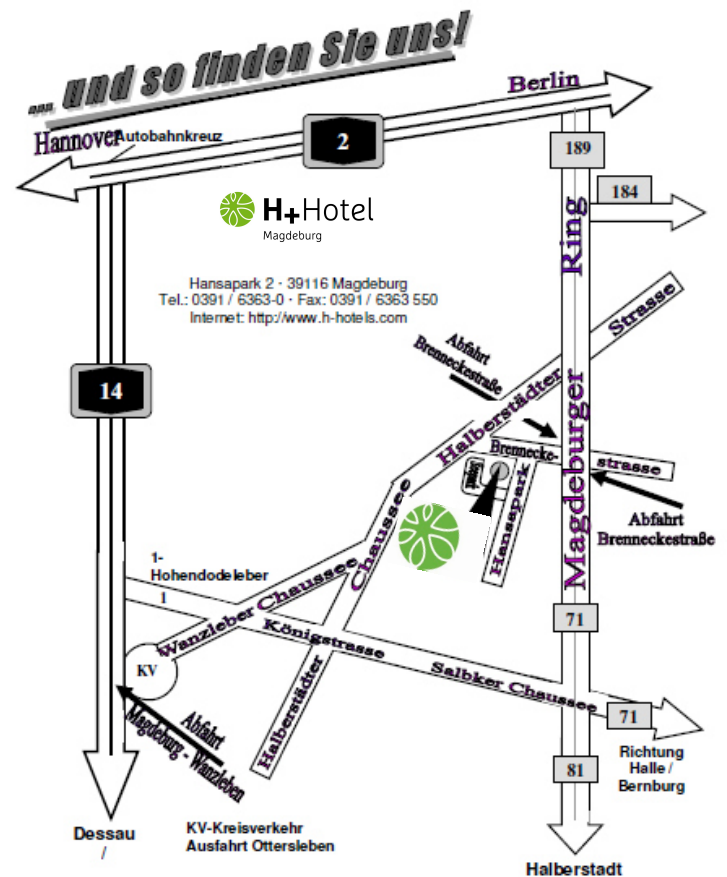 .... und so finden Sie uns!
Berlin
Hannover
Autobahnkreuz
2
189
184
Ring
H+Hotel
Magdeburg
Hansapark 2 · 39116 Magdeburg
Tel.: 0391 / 6363-0 · Fax: 0391 / 6363 550
Internet: http://www.h-hotels.com
Halberstädter Strasse
Abfahrt
Brenneckestraße
14
Magdeburger
Brennecke-
strasse
Hansapark
Abfahrt
Brenneckestraße
Halberstädter Chaussee
1-
Hohendodeleber
1
Wanzleber Chaussee
Königstrasse
Salbker Chaussee
71
KV
Abfahrt
Magdeburg - Wanzleben
71
Richtung
Halle /
Bernburg
81
Dessau
/
KV-Kreisverkehr
Ausfahrt Ottersleben
Halberstadt